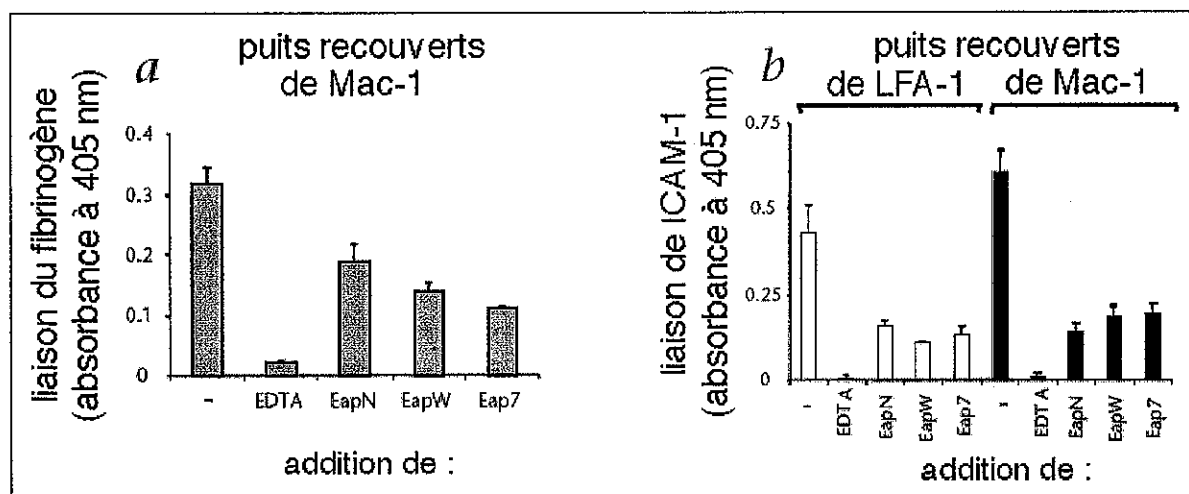 a
puits recouverts
de Mac-1
liaison du fibrinogène
(absorbance à 405 nm)
0.4
0.3
0.2
0.1
0
- EDTA EapN EapW Eap7
addition de :
b
puits recouverts
de LFA-1 de Mac-1
liaison de ICAM-1
(absorbance à 405 nm)
0.75
0.5
0.25
0
- EDTA EapN EapW Eap7 - EDTA EapN EapW Eap7
addition de :